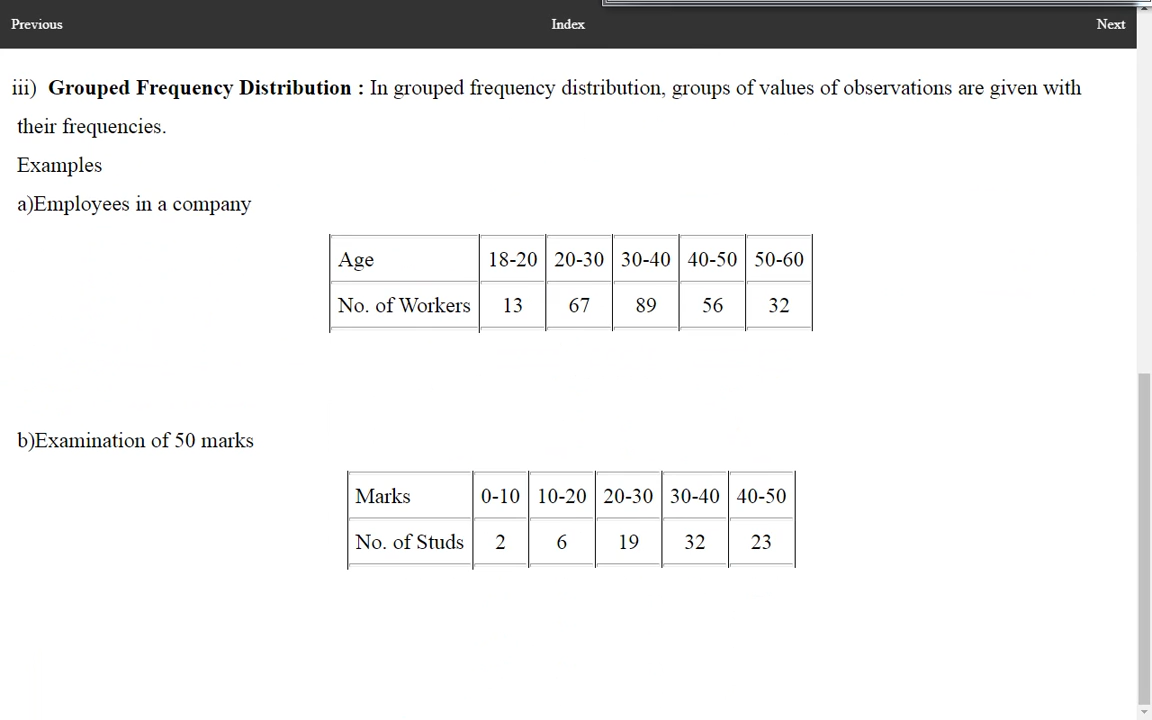 Previous Index Next
iii) Grouped Frequency Distribution : In grouped frequency distribution, groups of values of observations are given with
their frequencies.
Examples
a)Employees in a company
Age 18-20 20-30 30-40 40-50 50-60
No. of Workers 13 67 89 56 32
b)Examination of 50 marks
Marks 0-10 10-20 20-30 30-40 40-50
No. of Studs 2 6 19 32 23